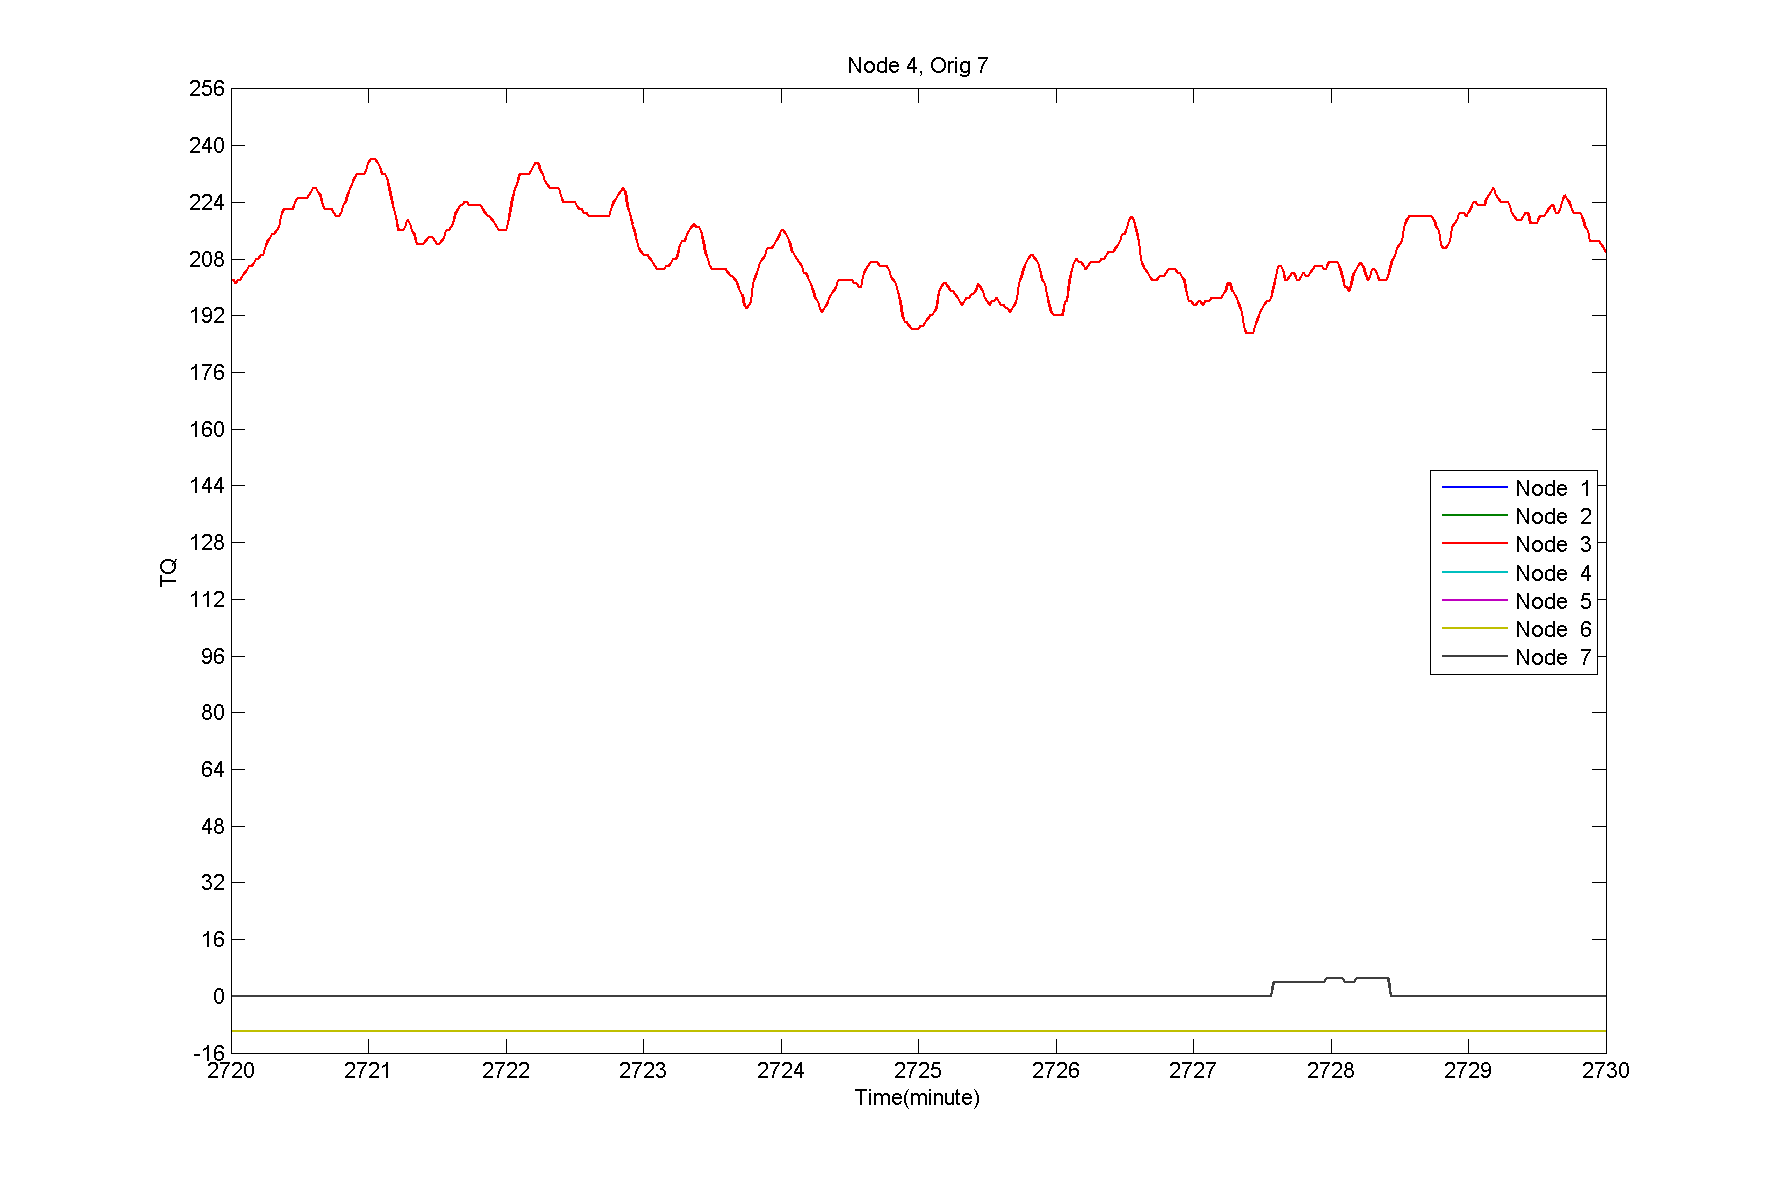 Node 4, Orig 7
256
240
224
208
192
176
160
144
128
112
96
80
64
48
32
16
0
-16
TQ
Node 1
Node 2
Node 3
Node 4
Node 5
Node 6
Node 7
2720 2721 2722 2723 2724 2725 2726 2727 2728 2729 2730
Time(minute)